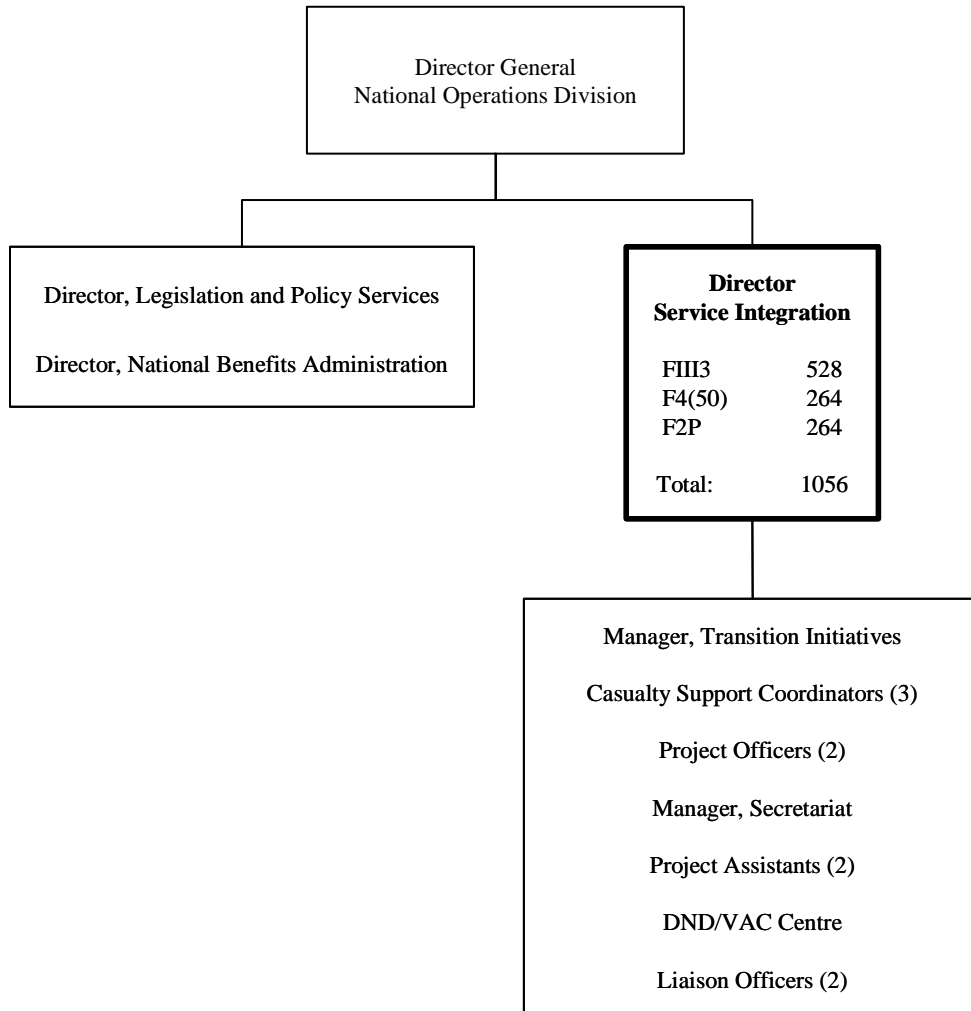 Director General
National Operations Division
Director, Legislation and Policy Services
Director, National Benefits Administration
Director
Service Integration
FIII3 528
F4(50) 264
F2P 264
Total: 1056
Manager, Transition Initiatives
Casualty Support Coordinators (3)
Project Officers (2)
Manager, Secretariat
Project Assistants (2)
DND/VAC Centre
Liaison Officers (2)